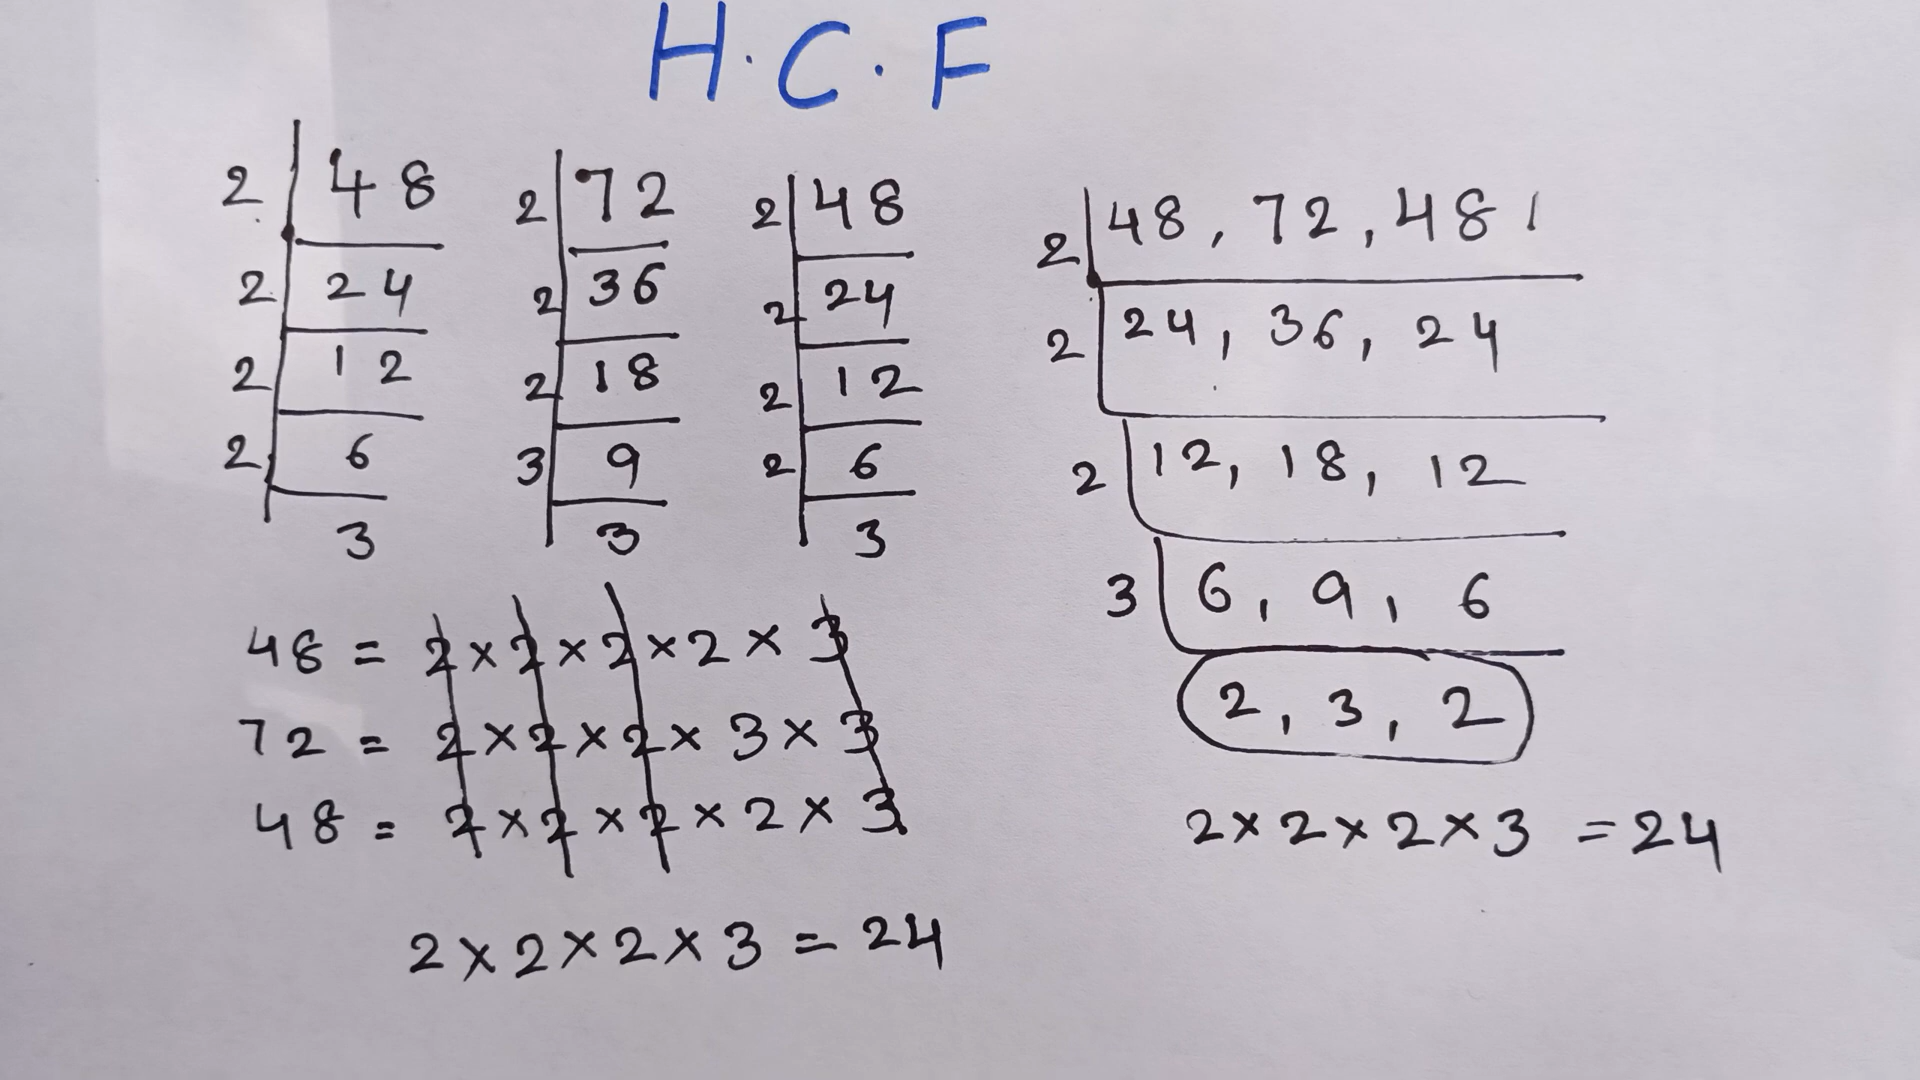 H.C.F
2 48
2 24
2 12
2 6
3
2 72
2 36
2 18
3 9
3
2 48
2 24
2 12
2 6
3
48 = 2 × 2 × 2 × 2 × 3
72 = 2 × 2 × 2 × 3 × 3
48 = 2 × 2 × 2 × 2 × 3
2 × 2 × 2 × 3 = 24
2 48, 72, 48
2 24, 36, 24
2 12, 18, 12
3 6, 9, 6
2, 3, 2
2 × 2 × 2 × 3 = 24